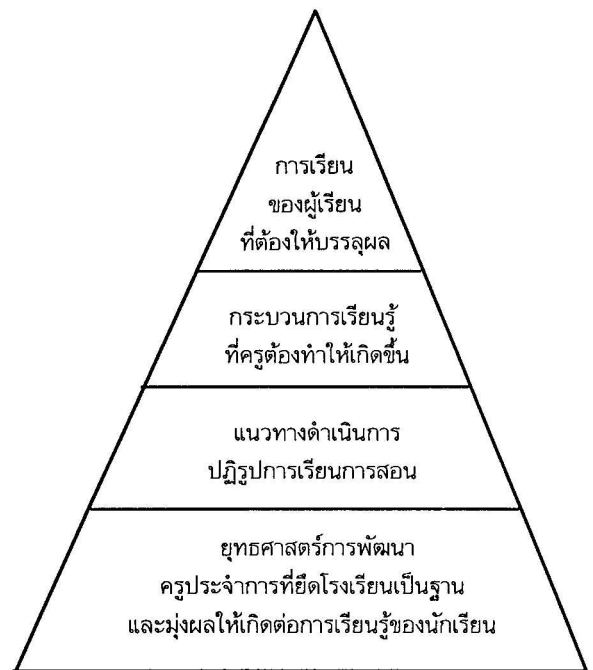 การเรียน
ของผู้เรียน
ที่ต้องให้บรรลุผล
กระบวนการเรียนรู้
ที่ครูต้องทำให้เกิดขึ้น
แนวทางดำเนินการ
ปฏิรูปการเรียนการสอน
ยุทธศาสตร์การพัฒนา
ครูประจำการที่ยึดโรงเรียนเป็นฐาน
และมุ่งผลให้เกิดต่อการเรียนรู้ของนักเรียน